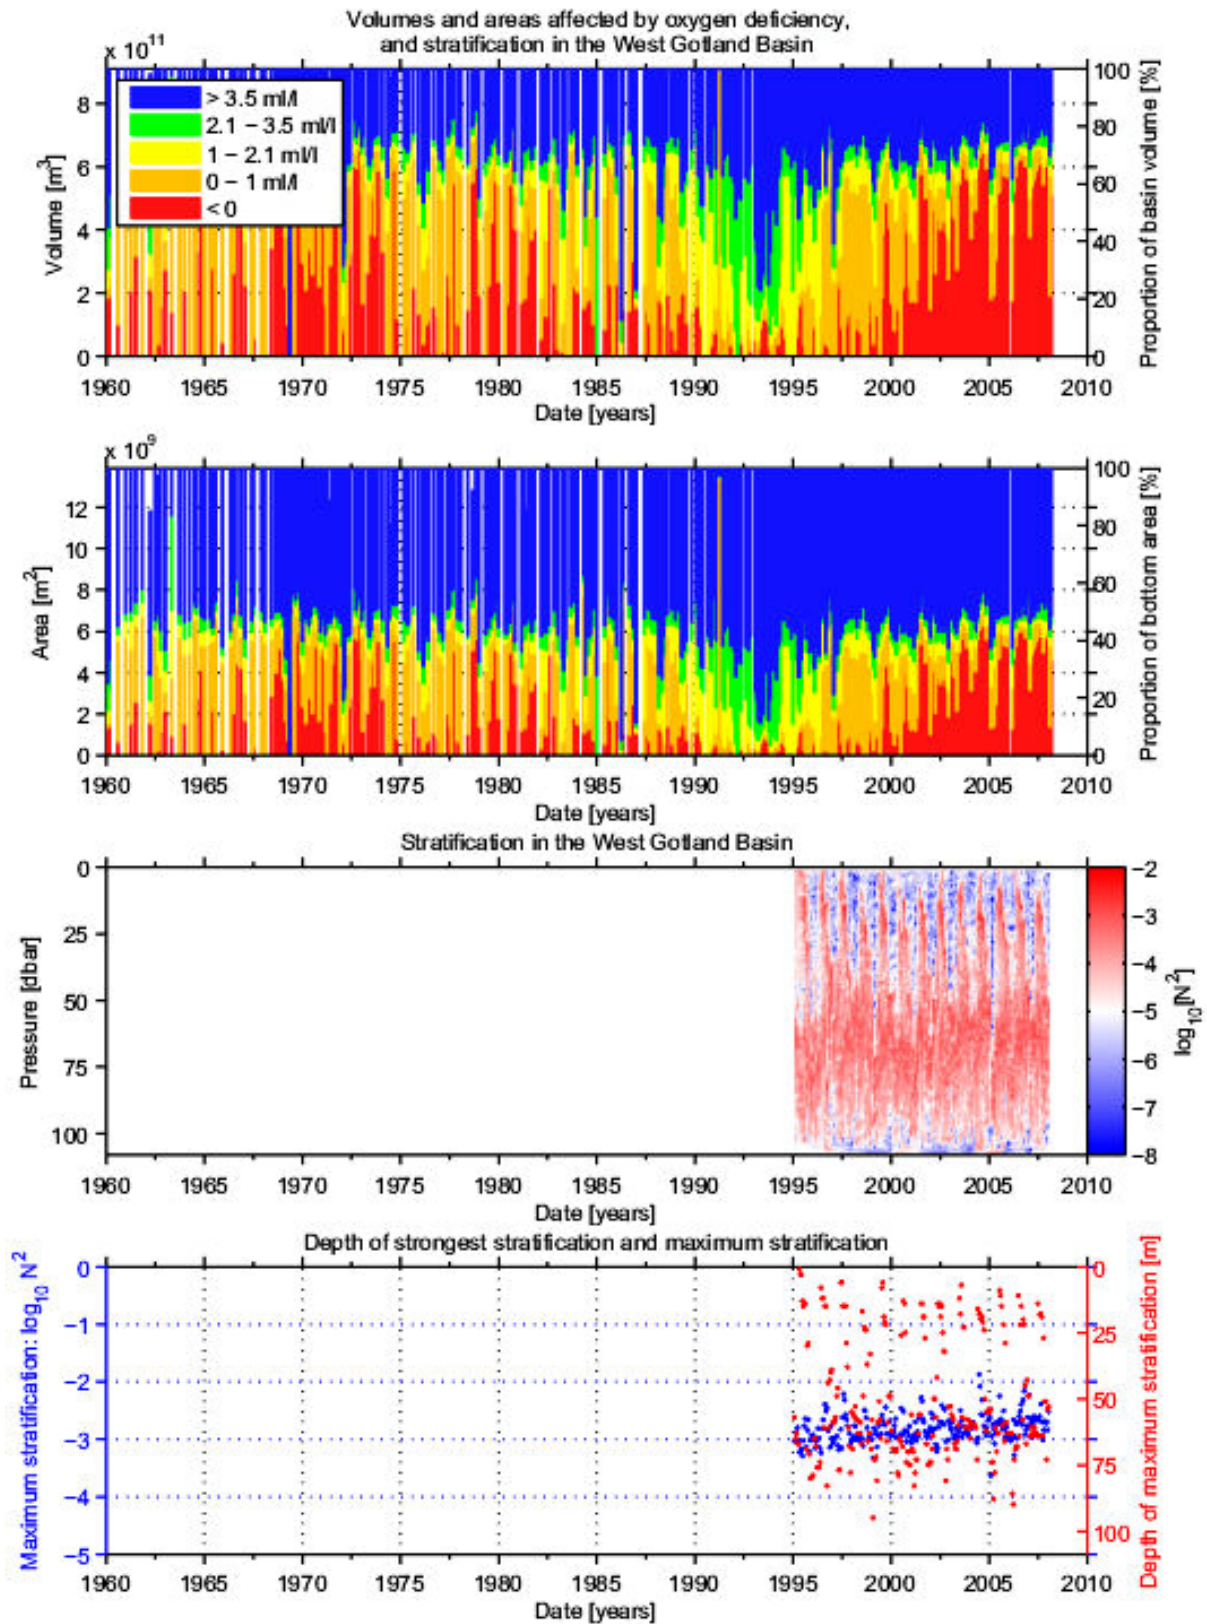 Volumes and areas affected by oxygen deficiency,
and stratification in the West Gotland Basin
x 10^11
> 3.5 ml/l
2.1 – 3.5 ml/l
1 – 2.1 ml/l
0 – 1 ml/l
< 0
Volume [m^3]
8
6
4
2
0
100
80
60
40
20
0
Proportion of basin volume [%]
1960 1965 1970 1975 1980 1985 1990 1995 2000 2005 2010
Date [years]
x 10^9
Area [m^2]
12
10
8
6
4
2
0
100
80
60
40
20
0
Proportion of bottom area [%]
1960 1965 1970 1975 1980 1985 1990 1995 2000 2005 2010
Date [years]
Stratification in the West Gotland Basin
Pressure [dbar]
0
25
50
75
100
−2
−3
−4
−5
−6
−7
−8
log_10[N^2]
1960 1965 1970 1975 1980 1985 1990 1995 2000 2005 2010
Date [years]
Depth of strongest stratification and maximum stratification
Maximum stratification: log_10 N^2
0
−1
−2
−3
−4
−5
0
25
50
75
100
Depth of maximum stratification [m]
1960 1965 1970 1975 1980 1985 1990 1995 2000 2005 2010
Date [years]